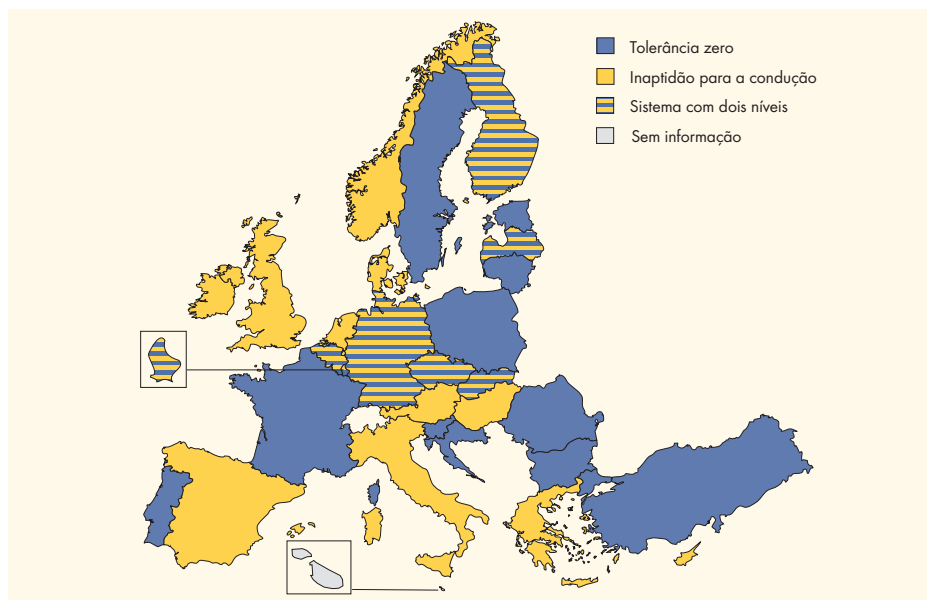 Tolerância zero
Inaptidão para a condução
Sistema com dois níveis
Sem informação